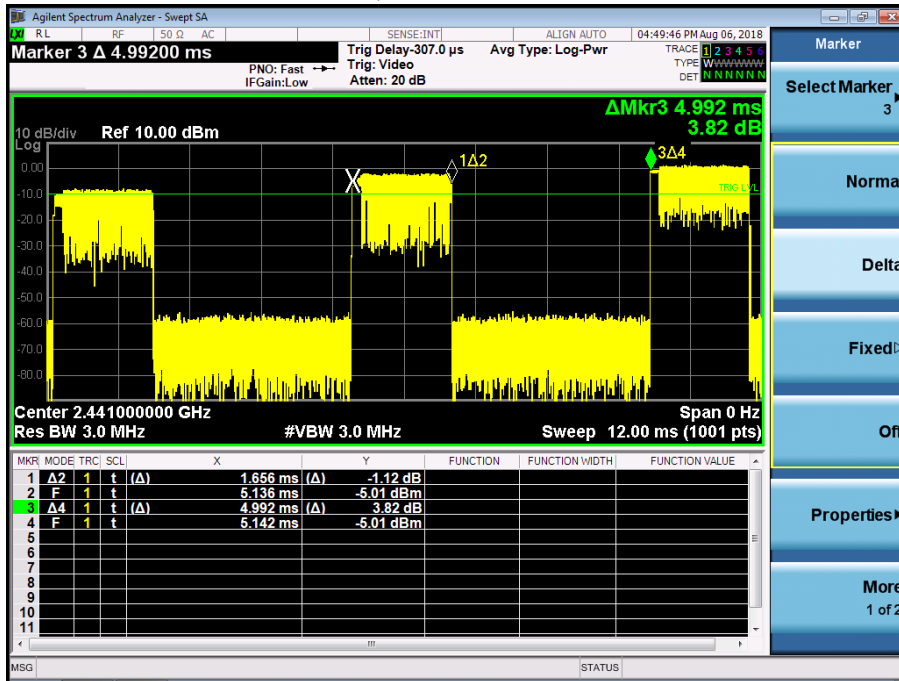 Agilent Spectrum Analyzer - Swept SA
LXI RL RF 50 Ω AC SENSE:INT ALIGN AUTO 04:49:46 PM Aug 06, 2018
Marker 3 Δ 4.99200 ms
Trig Delay-307.0 µs Avg Type: Log-Pwr TRACE 1 2 3 4 5 6
PNO: Fast Trig: Video TYPE WWWWWW
IFGain:Low Atten: 20 dB DET N N N N N N
ΔMkr3 4.992 ms
3.82 dB
10 dB/div Ref 10.00 dBm
Log
0.00
-10.0
-20.0
-30.0
-40.0
-50.0
-60.0
-70.0
-80.0
X
1Δ2
3Δ4
TRIG LVL
Center 2.441000000 GHz Span 0 Hz
Res BW 3.0 MHz #VBW 3.0 MHz Sweep 12.00 ms (1001 pts)
MKR MODE TRC SCL X Y FUNCTION FUNCTION WIDTH FUNCTION VALUE
1 Δ2 1 t (Δ) 1.656 ms (Δ) -1.12 dB
2 F 1 t 5.136 ms -5.01 dBm
3 Δ4 1 t (Δ) 4.992 ms (Δ) 3.82 dB
4 F 1 t 5.142 ms -5.01 dBm
5
6
7
8
9
10
11
MSG STATUS
Marker
Select Marker
3
Norma
Delta
Fixed
Of
Properties
More
1 of 2